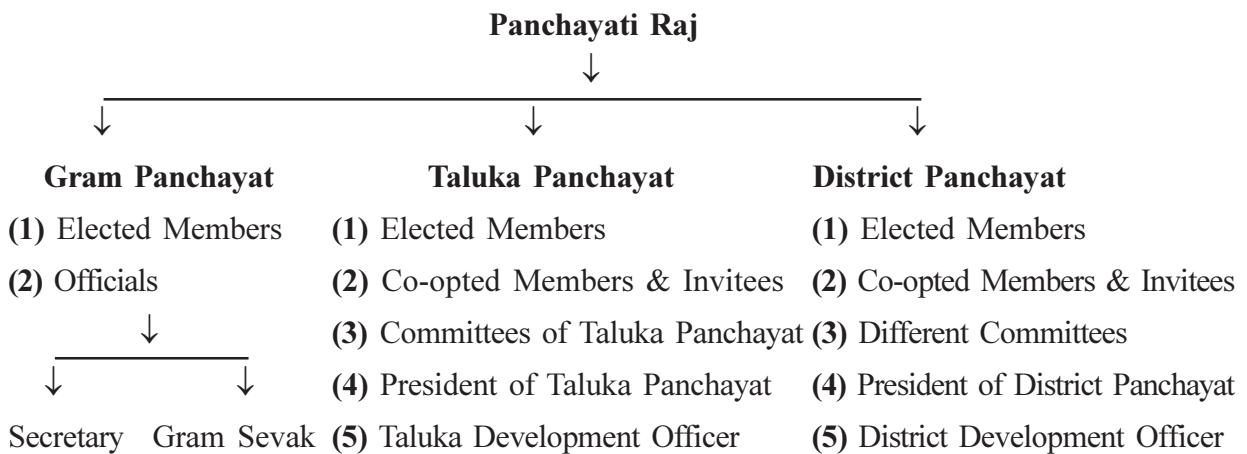 Panchayati Raj
Gram Panchayat
(1) Elected Members
(2) Officials
Secretary Gram Sevak
Taluka Panchayat
(1) Elected Members
(2) Co-opted Members & Invitees
(3) Committees of Taluka Panchayat
(4) President of Taluka Panchayat
(5) Taluka Development Officer
District Panchayat
(1) Elected Members
(2) Co-opted Members & Invitees
(3) Different Committees
(4) President of District Panchayat
(5) District Development Officer